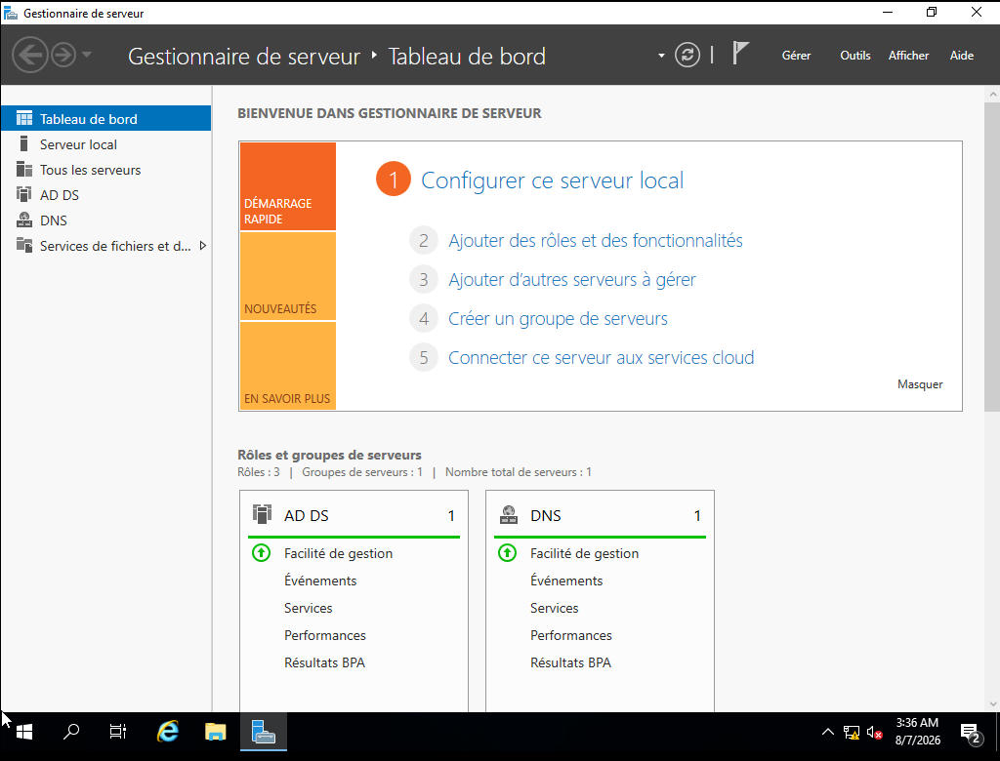 Gestionnaire de serveur
Gestionnaire de serveur Tableau de bord
Gérer Outils Afficher Aide
Tableau de bord
Serveur local
Tous les serveurs
AD DS
DNS
Services de fichiers et d...
BIENVENUE DANS GESTIONNAIRE DE SERVEUR
DÉMARRAGE
RAPIDE
NOUVEAUTÉS
EN SAVOIR PLUS
1 Configurer ce serveur local
2 Ajouter des rôles et des fonctionnalités
3 Ajouter d'autres serveurs à gérer
4 Créer un groupe de serveurs
5 Connecter ce serveur aux services cloud
Masquer
Rôles et groupes de serveurs
Rôles : 3 | Groupes de serveurs : 1 | Nombre total de serveurs : 1
AD DS 1
Facilité de gestion
Événements
Services
Performances
Résultats BPA
DNS 1
Facilité de gestion
Événements
Services
Performances
Résultats BPA
3:36 AM
8/7/2026
2